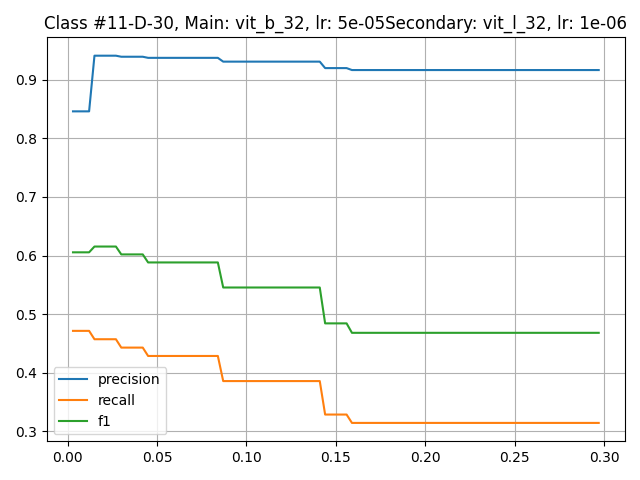 Class #11-D-30, Main: vit_b_32, lr: 5e-05Secondary: vit_l_32, lr: 1e-06
0.9
0.8
0.7
0.6
0.5
0.4
0.3
precision
recall
f1
0.00 0.05 0.10 0.15 0.20 0.25 0.30